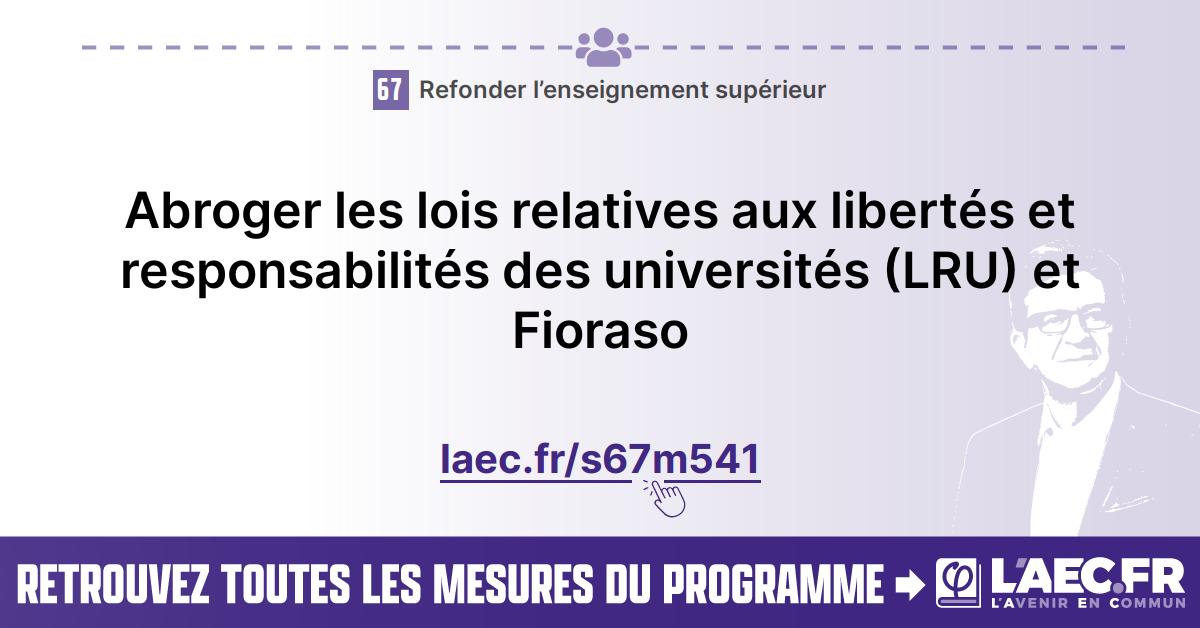 67 Refonder l’enseignement supérieur
Abroger les lois relatives aux libertés et
responsabilités des universités (LRU) et
Fioraso
laec.fr/s67m541
RETROUVEZ TOUTES LES MESURES DU PROGRAMME
L'AEC.FR
L'AVENIR EN COMMUN